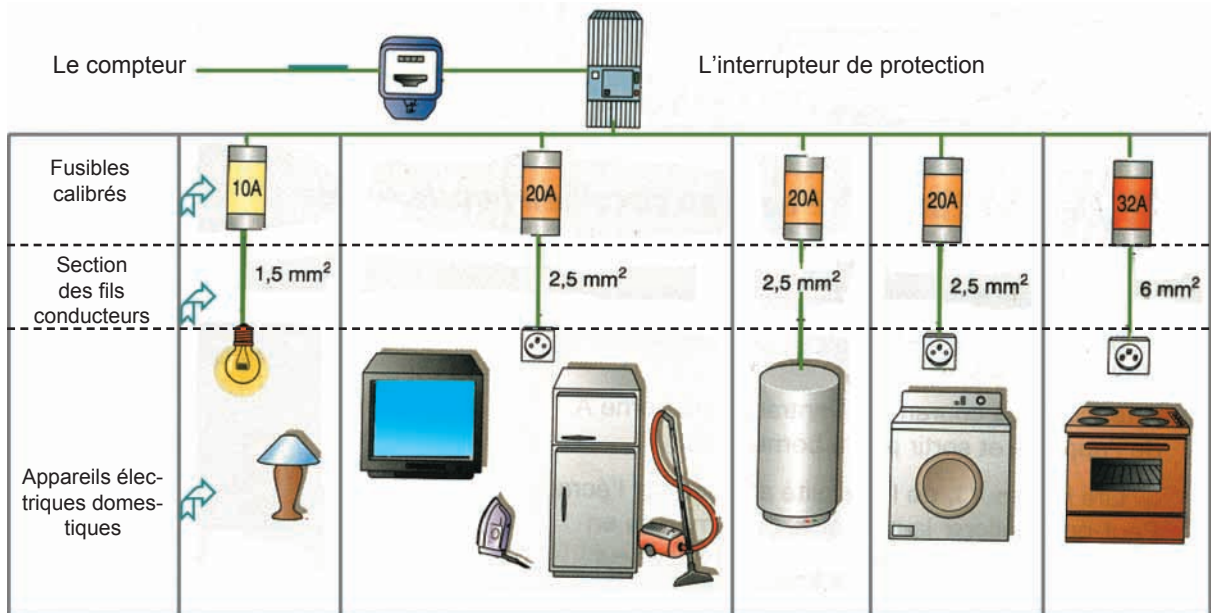 Le compteur
L'interrupteur de protection
Fusibles
calibrés
10A
20A
20A
20A
32A
Section
des fils
conducteurs
1,5 mm²
2,5 mm²
2,5 mm²
2,5 mm²
6 mm²
Appareils élec-
triques domes-
tiques